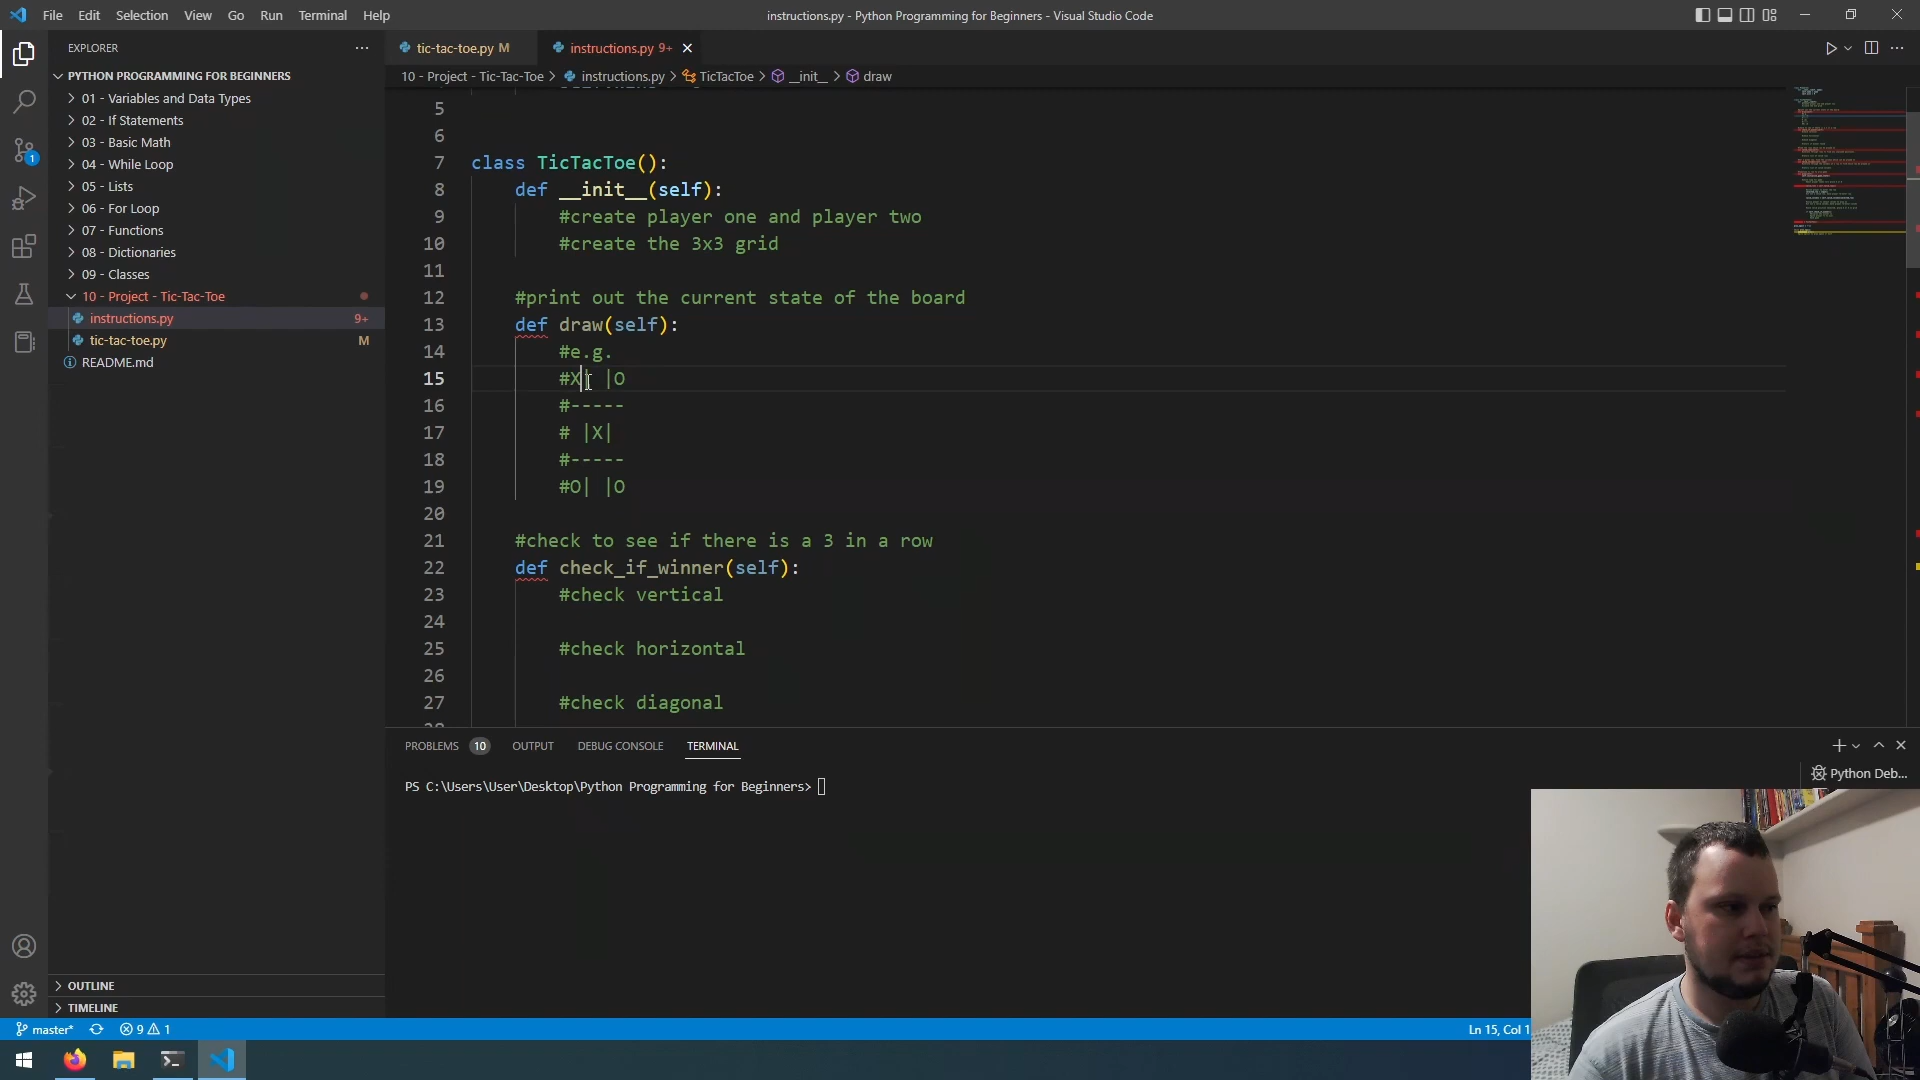 File Edit Selection View Go Run Terminal Help
instructions.py - Python Programming for Beginners - Visual Studio Code
EXPLORER
PYTHON PROGRAMMING FOR BEGINNERS
01 - Variables and Data Types
02 - If Statements
03 - Basic Math
04 - While Loop
05 - Lists
06 - For Loop
07 - Functions
08 - Dictionaries
09 - Classes
10 - Project - Tic-Tac-Toe
instructions.py 9+
tic-tac-toe.py M
README.md
OUTLINE
TIMELINE
1
tic-tac-toe.py M
instructions.py 9+
10 - Project - Tic-Tac-Toe > instructions.py > TicTacToe > __init__ > draw
5
6
7 class TicTacToe():
8 def __init__(self):
9 #create player one and player two
10 #create the 3x3 grid
11
12 #print out the current state of the board
13 def draw(self):
14 #e.g.
15 #X| |O
16 #-----
17 # |X|
18 #-----
19 #O| |O
20
21 #check to see if there is a 3 in a row
22 def check_if_winner(self):
23 #check vertical
24
25 #check horizontal
26
27 #check diagonal
PROBLEMS 10 OUTPUT DEBUG CONSOLE TERMINAL
Python Deb...
PS C:\Users\User\Desktop\Python Programming for Beginners>
master* 9 1
Ln 15, Col 1